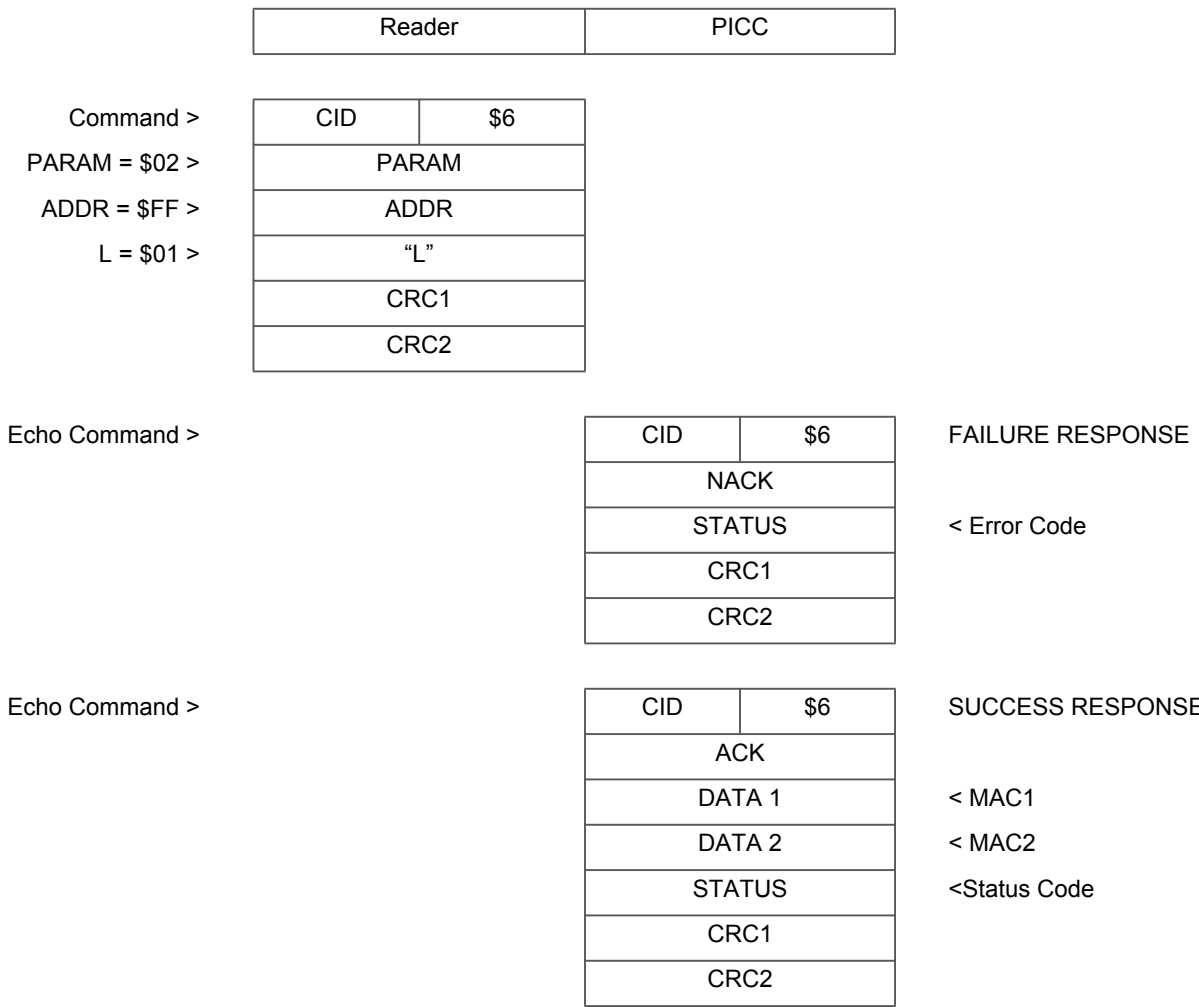 Reader PICC
Command > CID $6
PARAM = $02 > PARAM
ADDR = $FF > ADDR
L = $01 > “L”
CRC1
CRC2
Echo Command > CID $6 FAILURE RESPONSE
NACK
STATUS < Error Code
CRC1
CRC2
Echo Command > CID $6 SUCCESS RESPONSE
ACK
DATA 1 < MAC1
DATA 2 < MAC2
STATUS <Status Code
CRC1
CRC2